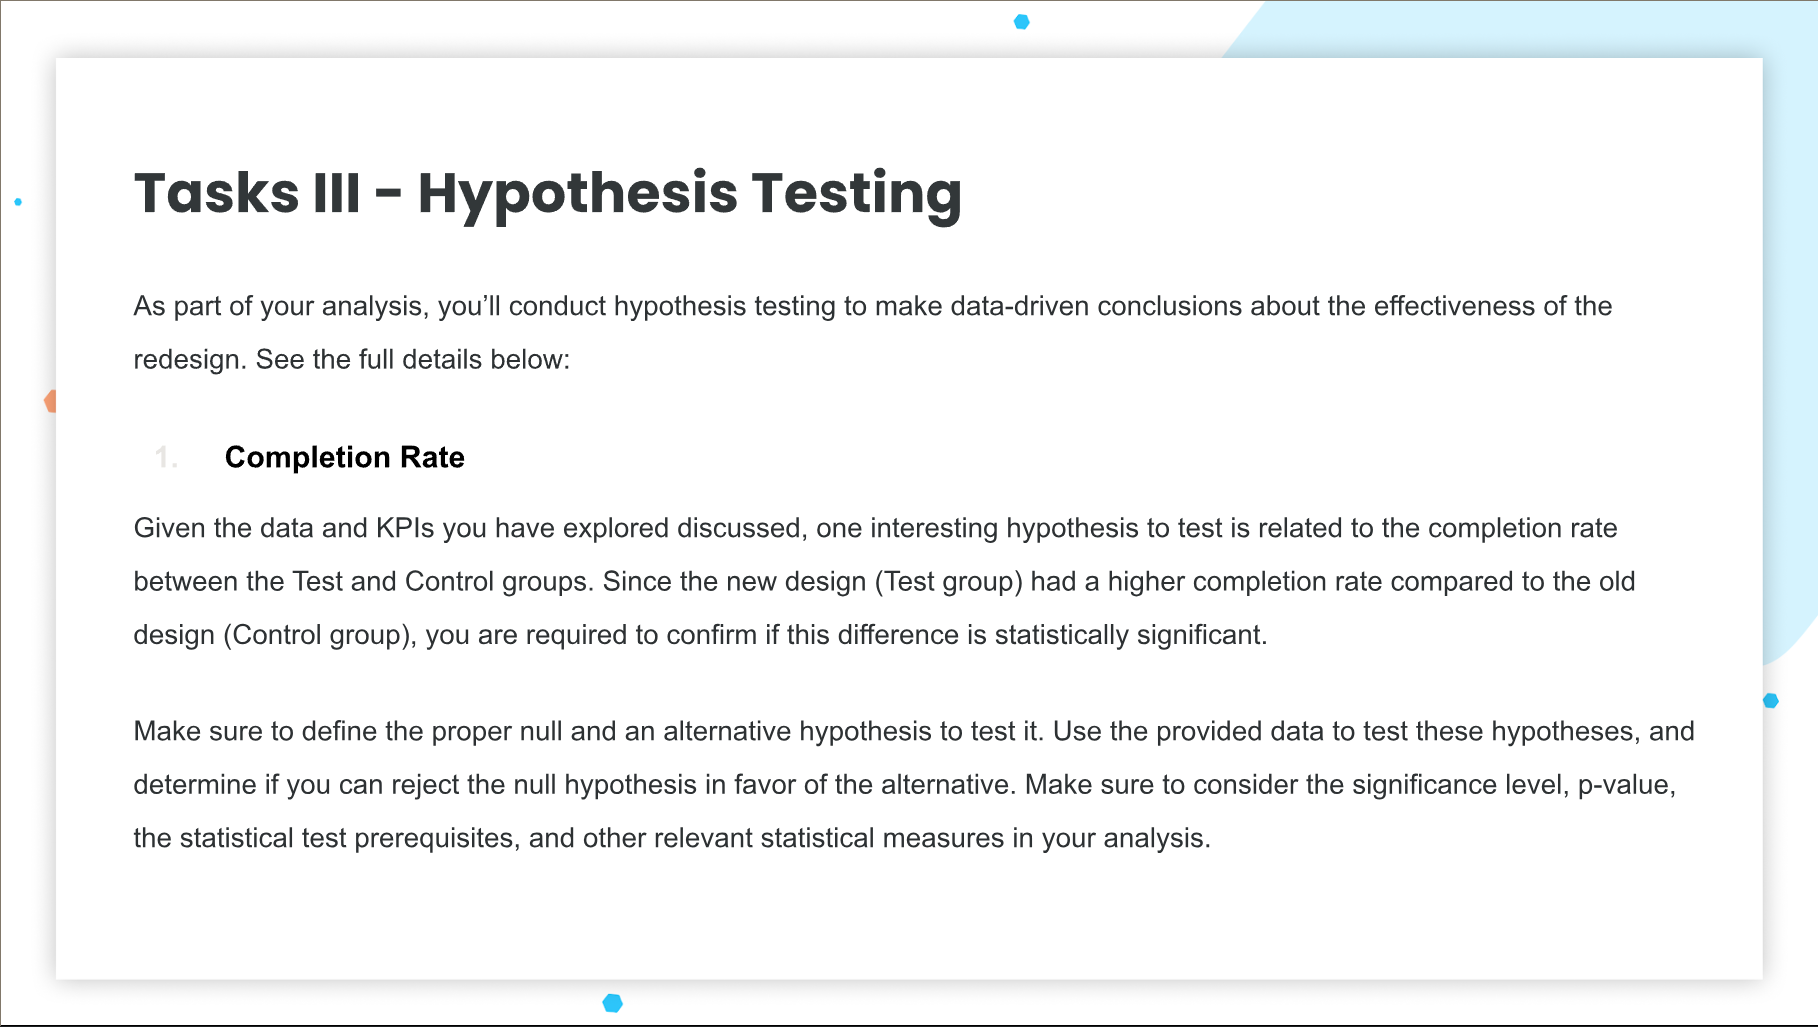 Tasks III - Hypothesis Testing
As part of your analysis, you’ll conduct hypothesis testing to make data-driven conclusions about the effectiveness of the
redesign. See the full details below:
1. Completion Rate
Given the data and KPIs you have explored discussed, one interesting hypothesis to test is related to the completion rate
between the Test and Control groups. Since the new design (Test group) had a higher completion rate compared to the old
design (Control group), you are required to confirm if this difference is statistically significant.
Make sure to define the proper null and an alternative hypothesis to test it. Use the provided data to test these hypotheses, and
determine if you can reject the null hypothesis in favor of the alternative. Make sure to consider the significance level, p-value,
the statistical test prerequisites, and other relevant statistical measures in your analysis.